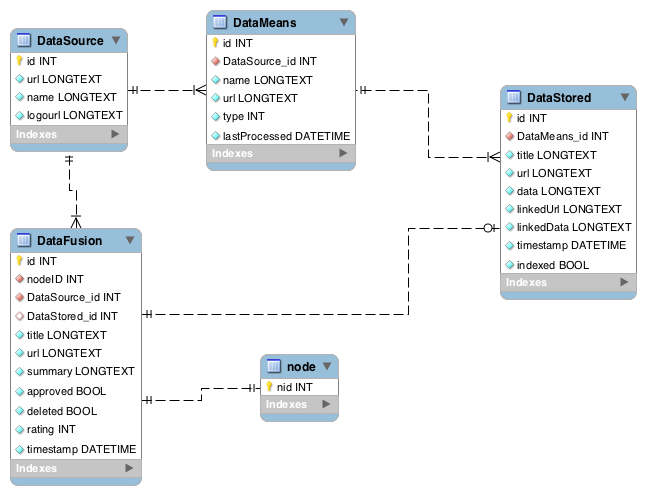 DataSource
id INT
url LONGTEXT
name LONGTEXT
logourl LONGTEXT
Indexes
DataMeans
id INT
DataSource_id INT
name LONGTEXT
url LONGTEXT
type INT
lastProcessed DATETIME
Indexes
DataStored
id INT
DataMeans_id INT
title LONGTEXT
url LONGTEXT
data LONGTEXT
linkedUrl LONGTEXT
linkedData LONGTEXT
timestamp DATETIME
indexed BOOL
Indexes
DataFusion
id INT
nodeID INT
DataSource_id INT
DataStored_id INT
title LONGTEXT
url LONGTEXT
summary LONGTEXT
approved BOOL
deleted BOOL
rating INT
timestamp DATETIME
Indexes
node
nid INT
Indexes